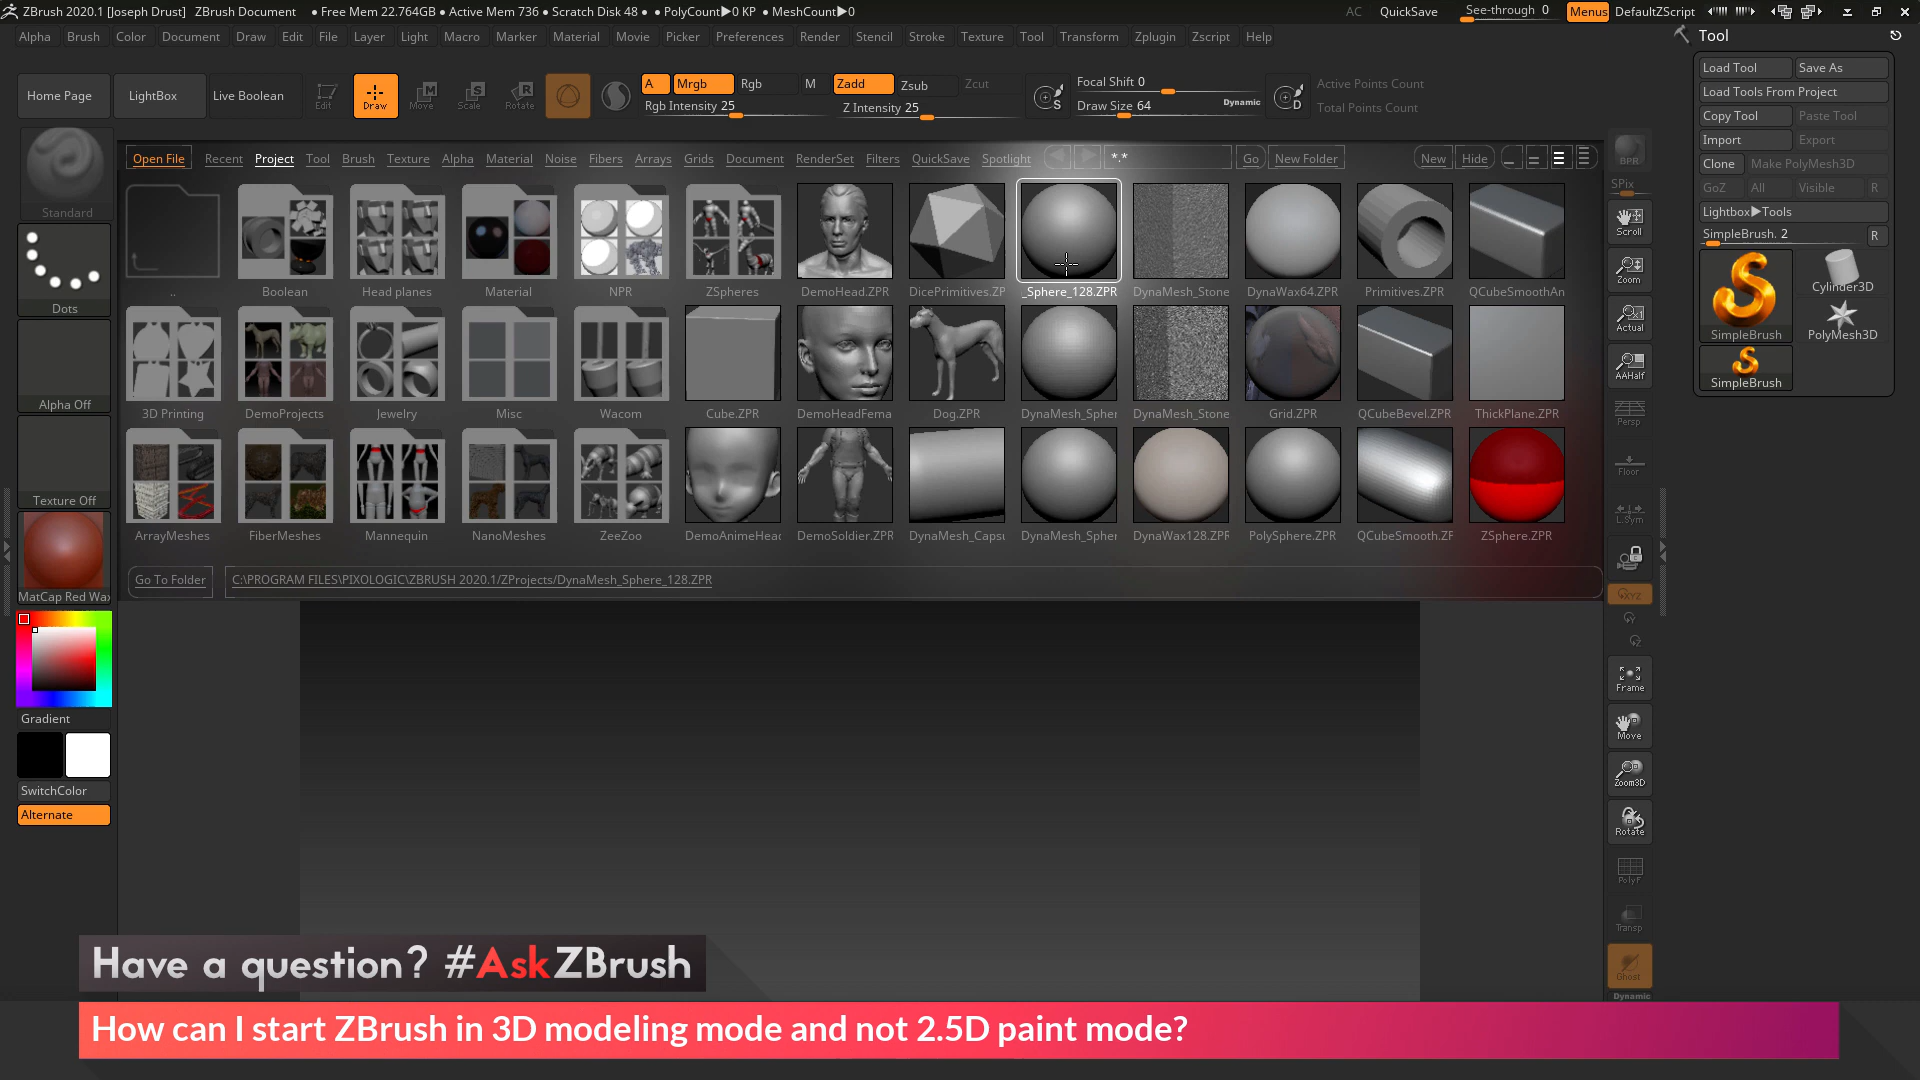 ZBrush 2020.1 [Joseph Drust] ZBrush Document • Free Mem 22.764GB • Active Mem 736 • Scratch Disk 48 • • PolyCount▶0 KP • MeshCount▶0 AC QuickSave See-through 0 Menus DefaultZScript
Alpha Brush Color Document Draw Edit File Layer Light Macro Marker Material Movie Picker Preferences Render Stencil Stroke Texture Tool Transform Zplugin Zscript Help
Tool
Load Tool Save As
Load Tools From Project
Copy Tool Paste Tool
Import Export
Clone Make PolyMesh3D
GoZ All Visible R
Lightbox▶Tools
SimpleBrush. 2 R
SimpleBrush
Cylinder3D
PolyMesh3D
SimpleBrush
Home Page LightBox Live Boolean Edit Draw Move Scale Rotate
A Mrgb Rgb M Zadd Zsub Zcut
Rgb Intensity 25 Z Intensity 25
S
Focal Shift 0
Draw Size 64 Dynamic
D
Active Points Count
Total Points Count
Standard
Dots
Alpha Off
Texture Off
MatCap Red Wax
Gradient
SwitchColor
Alternate
Open File Recent Project Tool Brush Texture Alpha Material Noise Fibers Arrays Grids Document RenderSet Filters QuickSave Spotlight *.* Go New Folder New Hide
.. Boolean Head planes Material NPR ZSpheres DemoHead.ZPR DicePrimitives.ZP _Sphere_128.ZPR DynaMesh_Stone DynaWax64.ZPR Primitives.ZPR QCubeSmoothAn
3D Printing DemoProjects Jewelry Misc Wacom Cube.ZPR DemoHeadFema Dog.ZPR DynaMesh_Spher DynaMesh_Stone Grid.ZPR QCubeBevel.ZPR ThickPlane.ZPR
ArrayMeshes FiberMeshes Mannequin NanoMeshes ZeeZoo DemoAnimeHead DemoSoldier.ZPR DynaMesh_Capsu DynaMesh_Spher DynaWax128.ZPR PolySphere.ZPR QCubeSmooth.ZF ZSphere.ZPR
Go To Folder C:\PROGRAM FILES\PIXOLOGIC\ZBRUSH 2020.1/ZProjects/DynaMesh_Sphere_128.ZPR
BPR
SPix
Scroll
Zoom
Actual
AAHalf
Persp
Floor
L.Sym
XYZ
Frame
Move
Zoom3D
Rotate
PolyF
Transp
Ghost
Dynamic
Have a question? #AskZBrush
How can I start ZBrush in 3D modeling mode and not 2.5D paint mode?